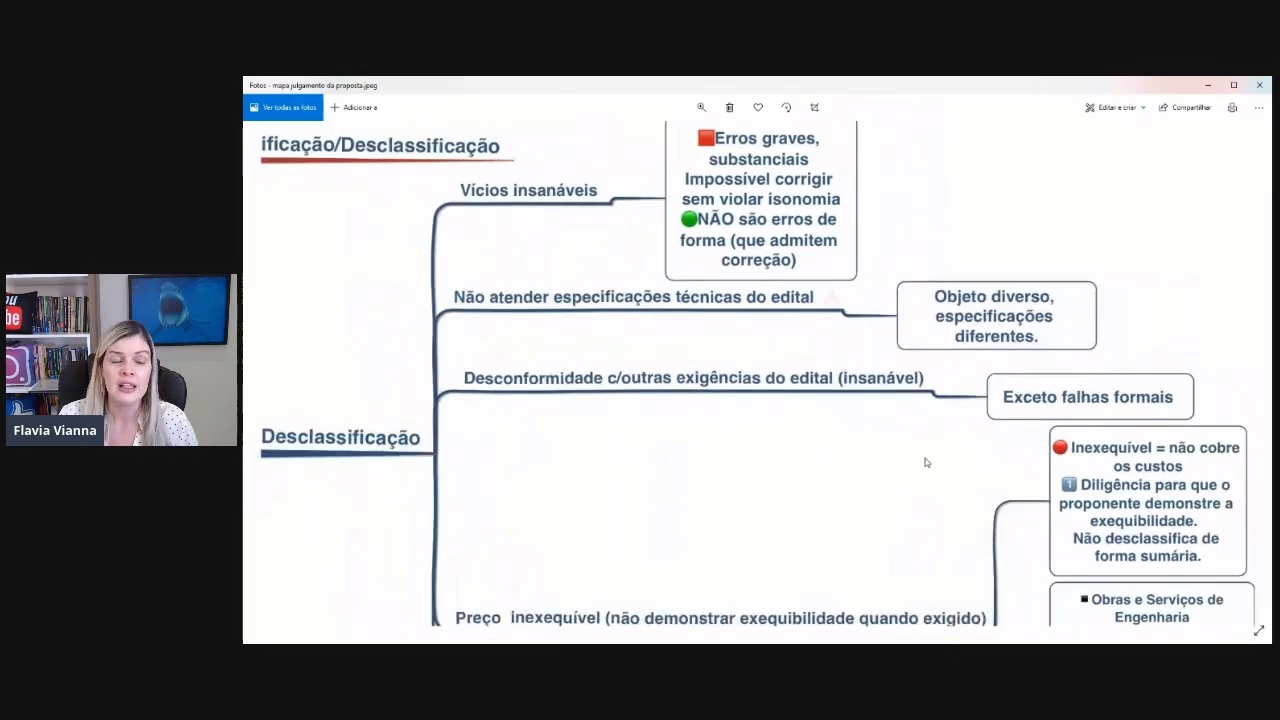 Fotos - mapa julgamento da proposta.jpeg
Ver todas as fotos
Adicionar a
Editar e criar
Compartilhar
ificação/Desclassificação
Erros graves,
substanciais
Impossível corrigir
sem violar isonomia
NÃO são erros de
forma (que admitem
correção)
Vícios insanáveis
Não atender especificações técnicas do edital
Objeto diverso,
especificações
diferentes.
Desconformidade c/outras exigências do edital (insanável)
Exceto falhas formais
Desclassificação
Inexequível = não cobre
os custos
1 Diligência para que o
proponente demonstre a
exequibilidade.
Não desclassifica de
forma sumária.
Preço inexequível (não demonstrar exequibilidade quando exigido)
Obras e Serviços de
Engenharia
Flavia Vianna